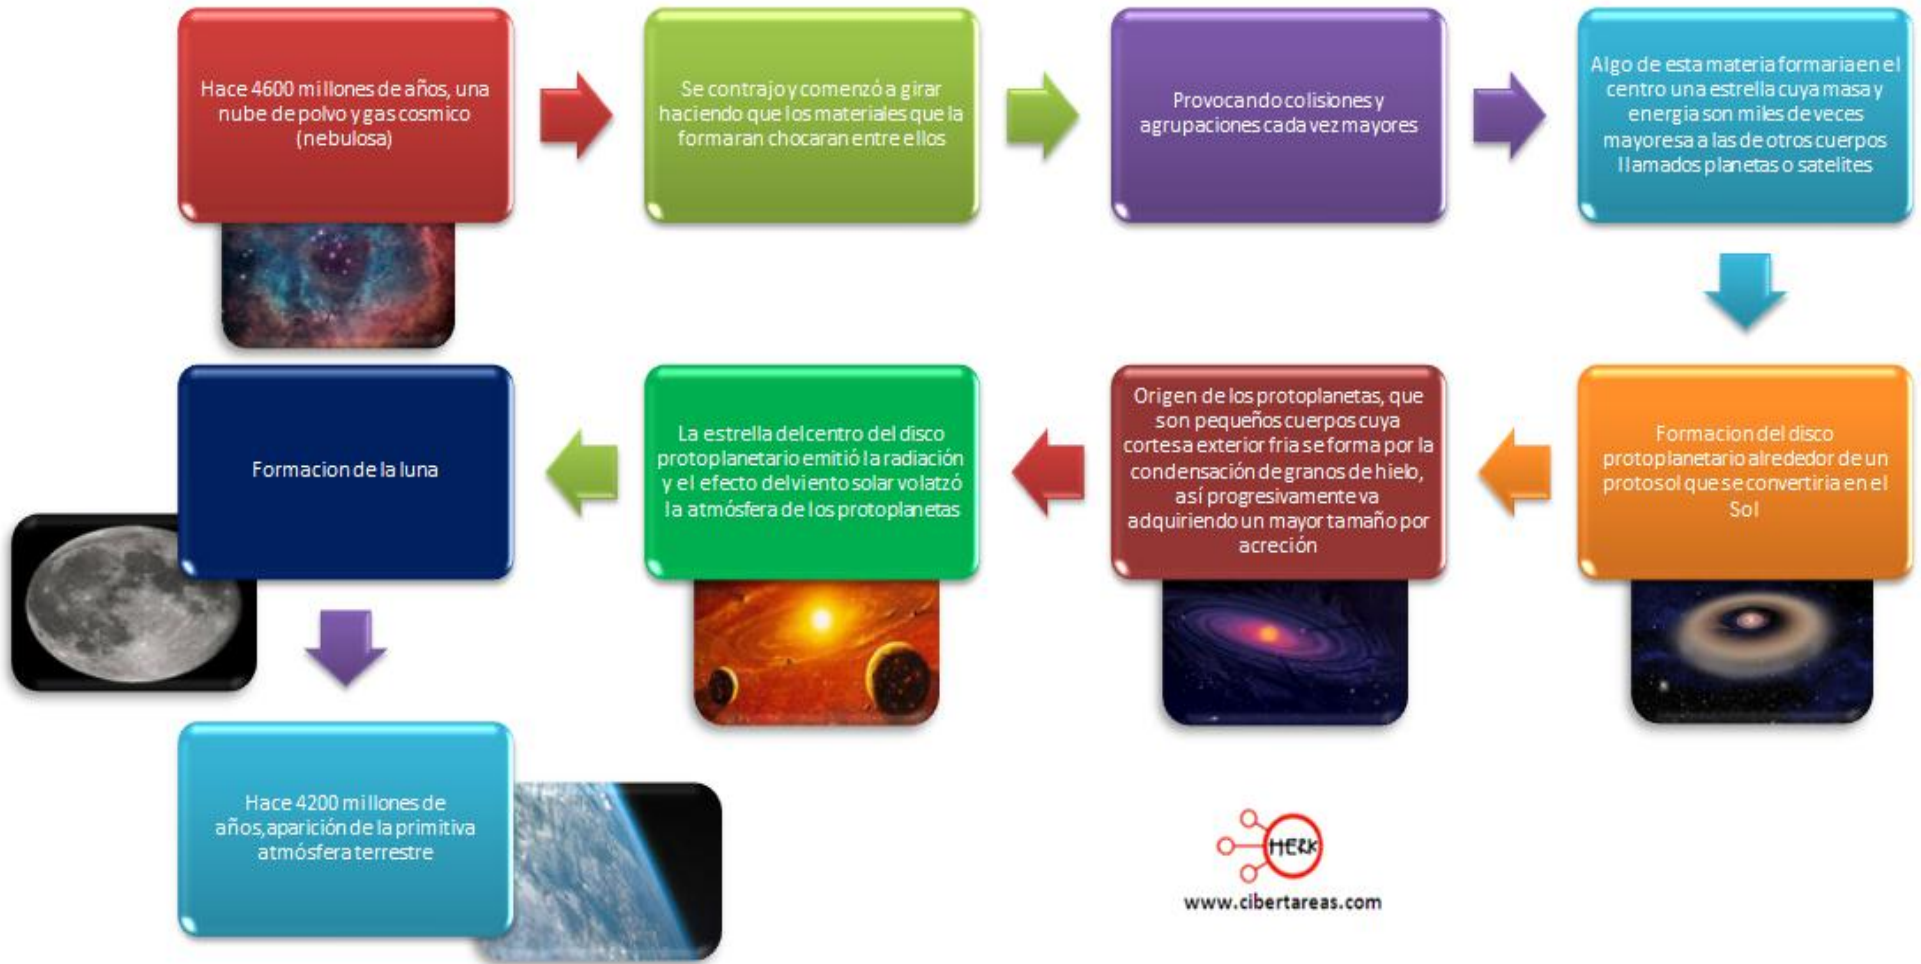 Hace 4600 millones de años, una
nube de polvo y gas cosmico
(nebulosa)
Se contrajo y comenzó a girar
haciendo que los materiales que la
formaran chocaran entre ellos
Provocando colisiones y
agrupaciones cada vez mayores
Algo de esta materia formaria en el
centro una estrella cuya masa y
energia son miles de veces
mayores a las de otros cuerpos
llamados planetas o satelites
Formacion del disco
protoplanetario alrededor de un
protosol que se convertiria en el
Sol
Origen de los protoplanetas, que
son pequeños cuerpos cuya
cortesa exterior fria se forma por la
condensación de granos de hielo,
así progresivamente va
adquiriendo un mayor tamaño por
acreción
La estrella del centro del disco
protoplanetario emitió la radiación
y el efecto del viento solar volatzó
la atmósfera de los protoplanetas
Formacion de la luna
Hace 4200 millones de
años,aparición de la primitiva
atmósfera terrestre
HERK
www.cibertareas.com